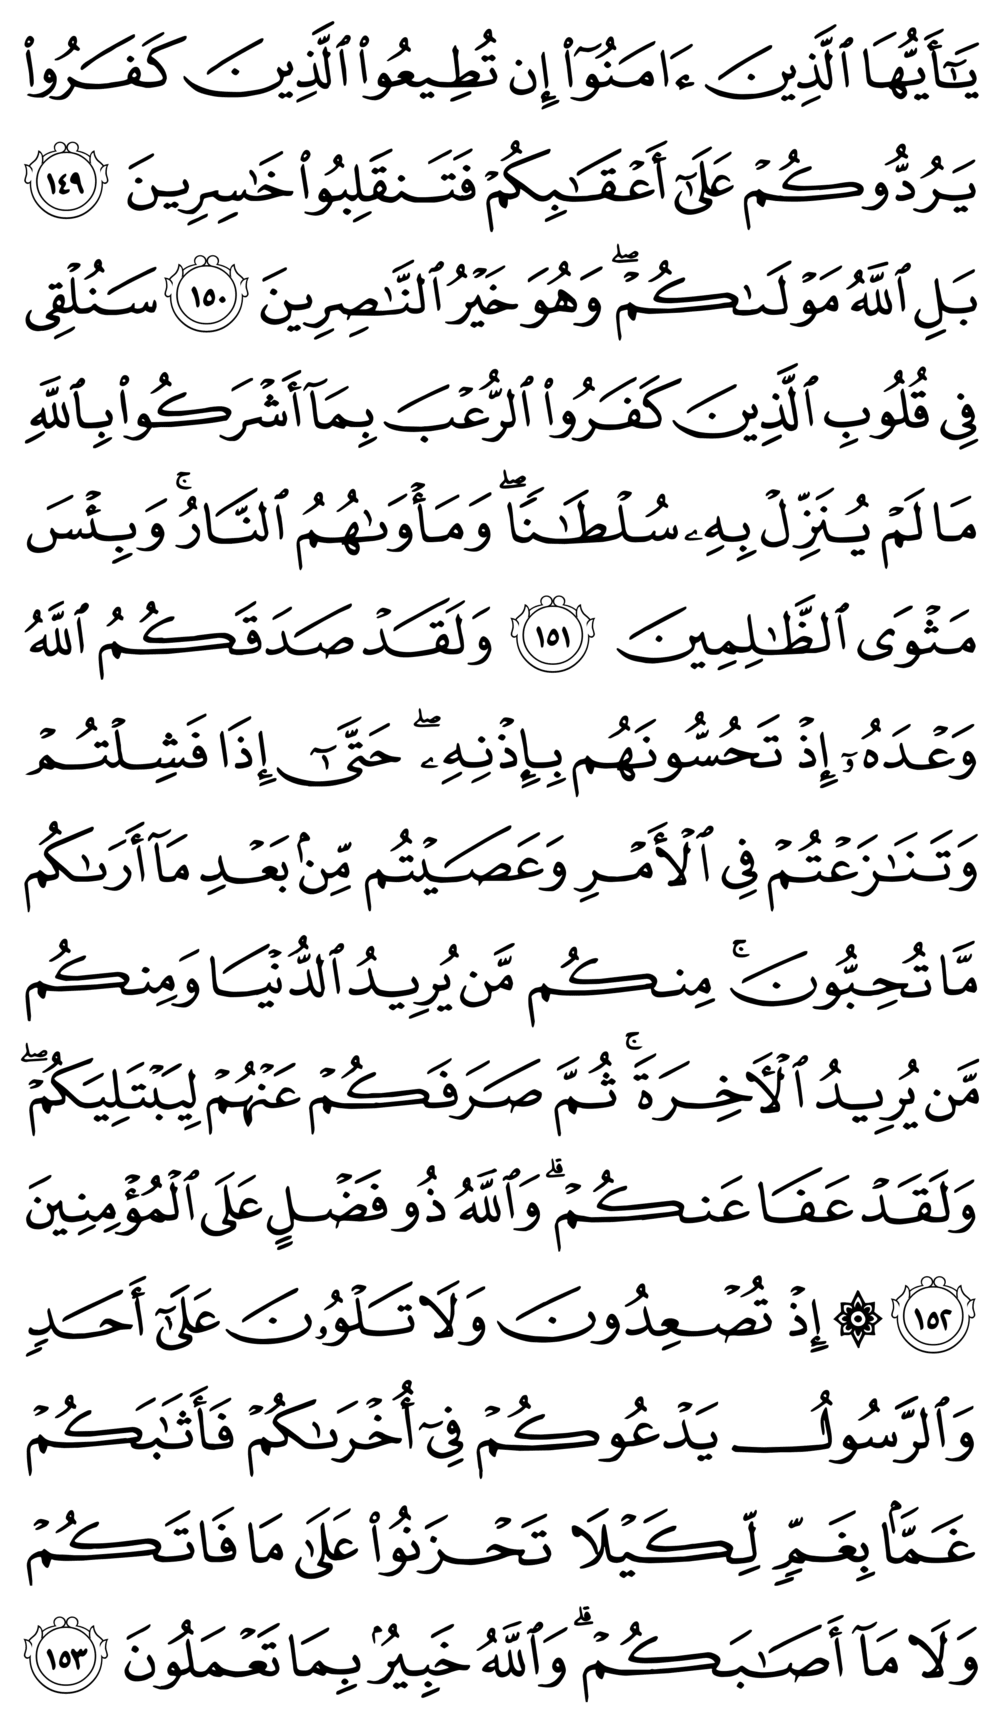 يَـٰٓأَيُّهَا ٱلَّذِينَ ءَامَنُوٓا۟ إِن تُطِيعُوا۟ ٱلَّذِينَ كَفَرُوا۟
يَرُدُّوكُمْ عَلَىٰٓ أَعْقَـٰبِكُمْ فَتَنقَلِبُوا۟ خَـٰسِرِينَ ١٤٩
بَلِ ٱللَّهُ مَوْلَىٰكُمْ ۖ وَهُوَ خَيْرُ ٱلنَّـٰصِرِينَ ١٥٠ سَنُلْقِى
فِى قُلُوبِ ٱلَّذِينَ كَفَرُوا۟ ٱلرُّعْبَ بِمَآ أَشْرَكُوا۟ بِٱللَّهِ
مَا لَمْ يُنَزِّلْ بِهِۦ سُلْطَـٰنًا ۖ وَمَأْوَىٰهُمُ ٱلنَّارُ ۚ وَبِئْسَ
مَثْوَى ٱلظَّـٰلِمِينَ ١٥١ وَلَقَدْ صَدَقَكُمُ ٱللَّهُ
وَعْدَهُۥٓ إِذْ تَحُسُّونَهُم بِإِذْنِهِۦ ۖ حَتَّىٰٓ إِذَا فَشِلْتُمْ
وَتَنَـٰزَعْتُمْ فِى ٱلْأَمْرِ وَعَصَيْتُم مِّنۢ بَعْدِ مَآ أَرَىٰكُم
مَّا تُحِبُّونَ ۚ مِنكُم مَّن يُرِيدُ ٱلدُّنْيَا وَمِنكُم
مَّن يُرِيدُ ٱلْـَٔاخِرَةَ ۚ ثُمَّ صَرَفَكُمْ عَنْهُمْ لِيَبْتَلِيَكُمْ ۖ
وَلَقَدْ عَفَا عَنكُمْ ۗ وَٱللَّهُ ذُو فَضْلٍ عَلَى ٱلْمُؤْمِنِينَ
١٥٢ ۞ إِذْ تُصْعِدُونَ وَلَا تَلْوُۥنَ عَلَىٰٓ أَحَدٍ
وَٱلرَّسُولُ يَدْعُوكُمْ فِىٓ أُخْرَىٰكُمْ فَأَثَـٰبَكُمْ
غَمًّۢا بِغَمٍّ لِّكَيْلَا تَحْزَنُوا۟ عَلَىٰ مَا فَاتَكُمْ
وَلَا مَآ أَصَـٰبَكُمْ ۗ وَٱللَّهُ خَبِيرٌۢ بِمَا تَعْمَلُونَ ١٥٣